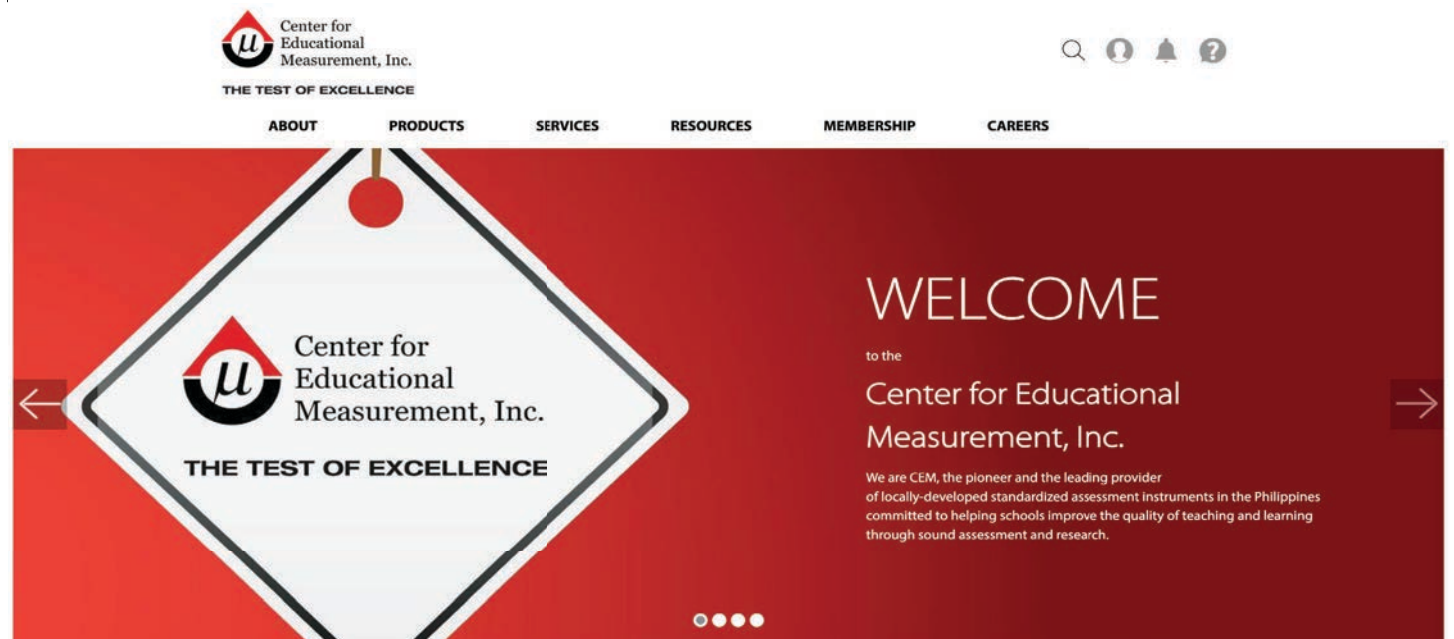 μ
Center for
Educational
Measurement, Inc.
THE TEST OF EXCELLENCE
?
ABOUT PRODUCTS SERVICES RESOURCES MEMBERSHIP CAREERS
μ
Center for
Educational
Measurement, Inc.
THE TEST OF EXCELLENCE
WELCOME
to the
Center for Educational
Measurement, Inc.
We are CEM, the pioneer and the leading provider
of locally-developed standardized assessment instruments in the Philippines
committed to helping schools improve the quality of teaching and learning
through sound assessment and research.